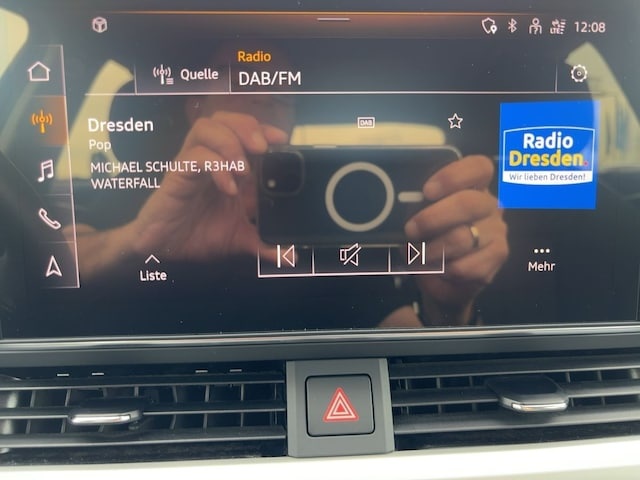 12:08
Radio
Quelle
DAB/FM
Dresden
DAB
Pop
MICHAEL SCHULTE, R3HAB
WATERFALL
Radio
Dresden.
Wir lieben Dresden!
Liste
Mehr